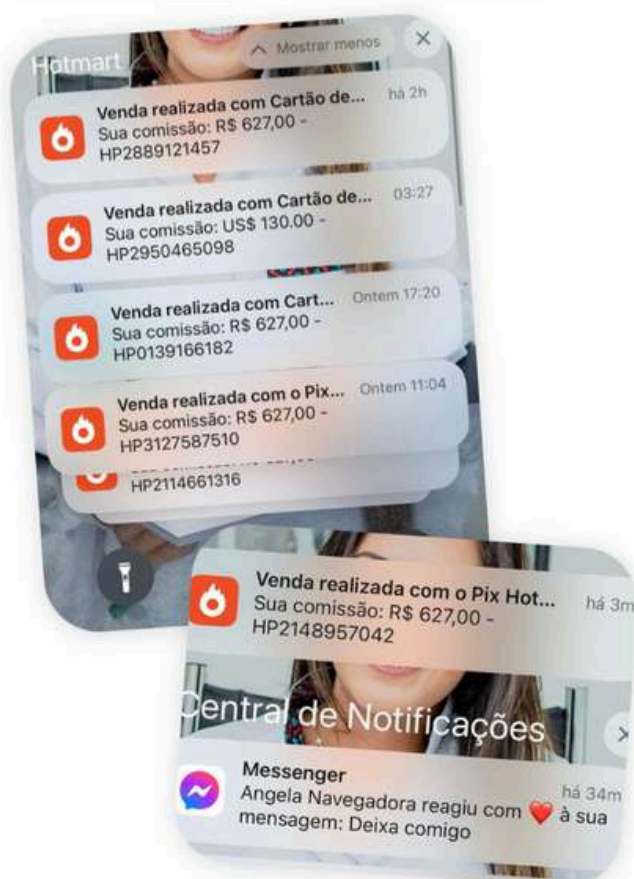 Hotmart
Mostrar menos
Venda realizada com Cartão de... há 2h
Sua comissão: R$ 627,00 -
HP2889121457
Venda realizada com Cartão de... 03:27
Sua comissão: US$ 130.00 -
HP2950465098
Venda realizada com Cart... Ontem 17:20
Sua comissão: R$ 627,00 -
HP0139166182
Venda realizada com o Pix... Ontem 11:04
Sua comissão: R$ 627,00 -
HP3127587510
HP2114661316
Venda realizada com o Pix Hot... há 3m
Sua comissão: R$ 627,00 -
HP2148957042
Central de Notificações
Messenger há 34m
Angela Navegadora reagiu com ❤️ à sua
mensagem: Deixa comigo